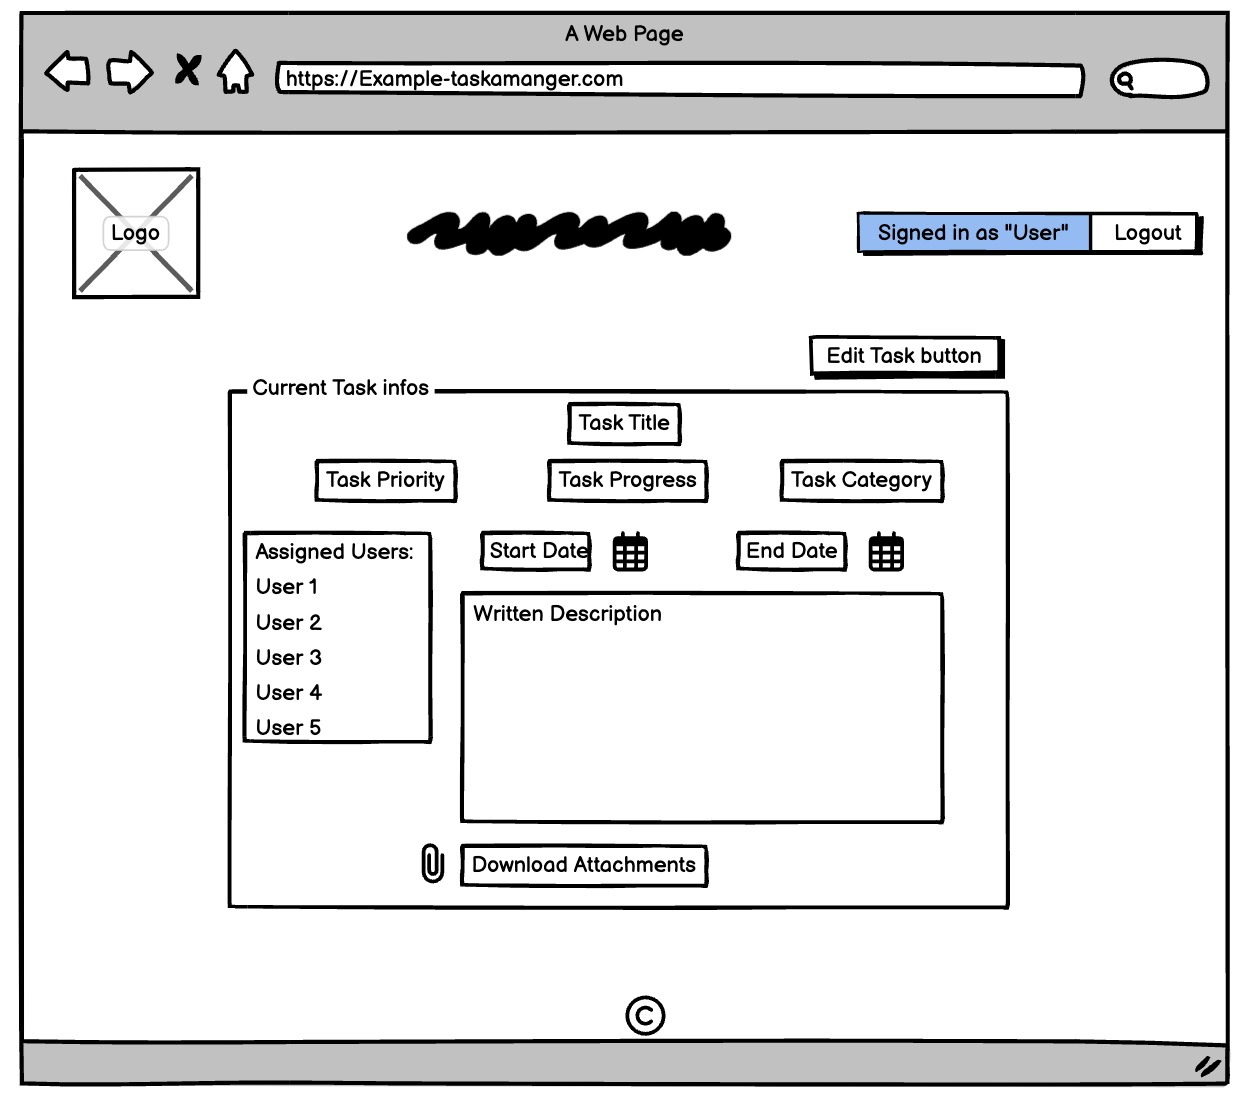 A Web Page
https://Example-taskamanger.com
Logo
Signed in as "User"
Logout
Edit Task button
Current Task infos
Task Title
Task Priority
Task Progress
Task Category
Assigned Users:
User 1
User 2
User 3
User 4
User 5
Start Date
End Date
Written Description
Download Attachments
©